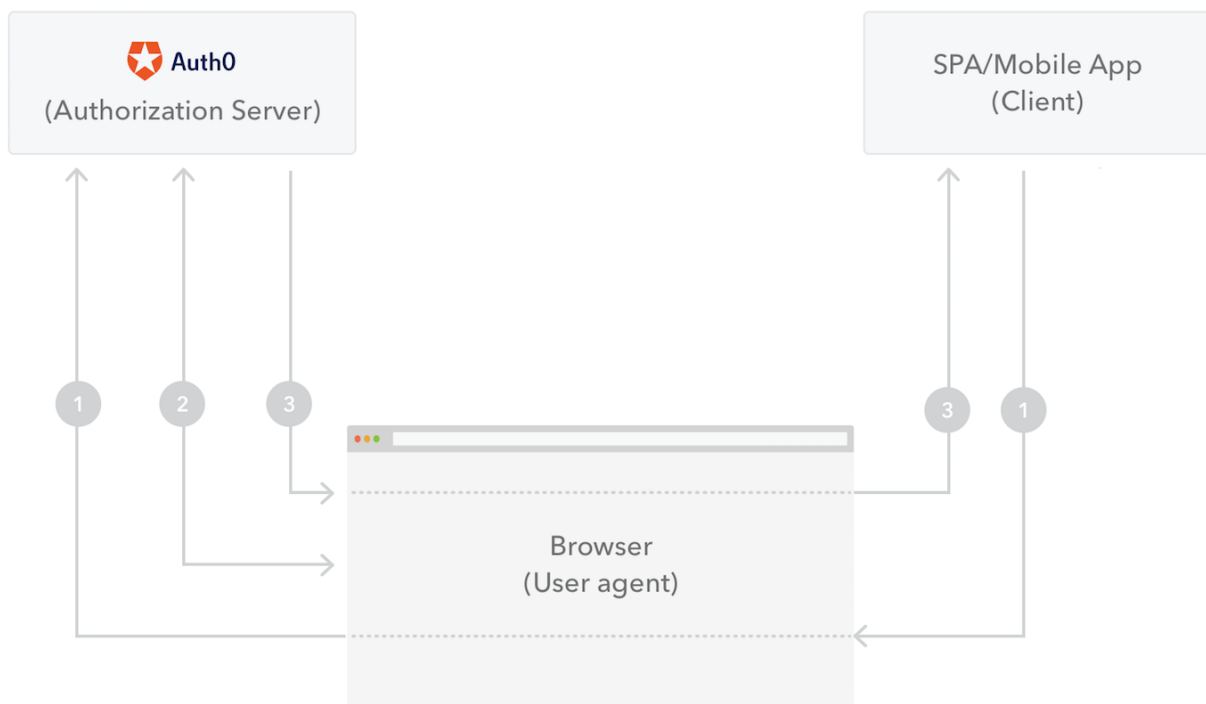 Auth0
(Authorization Server)
SPA/Mobile App
(Client)
1
2
3
3
1
Browser
(User agent)